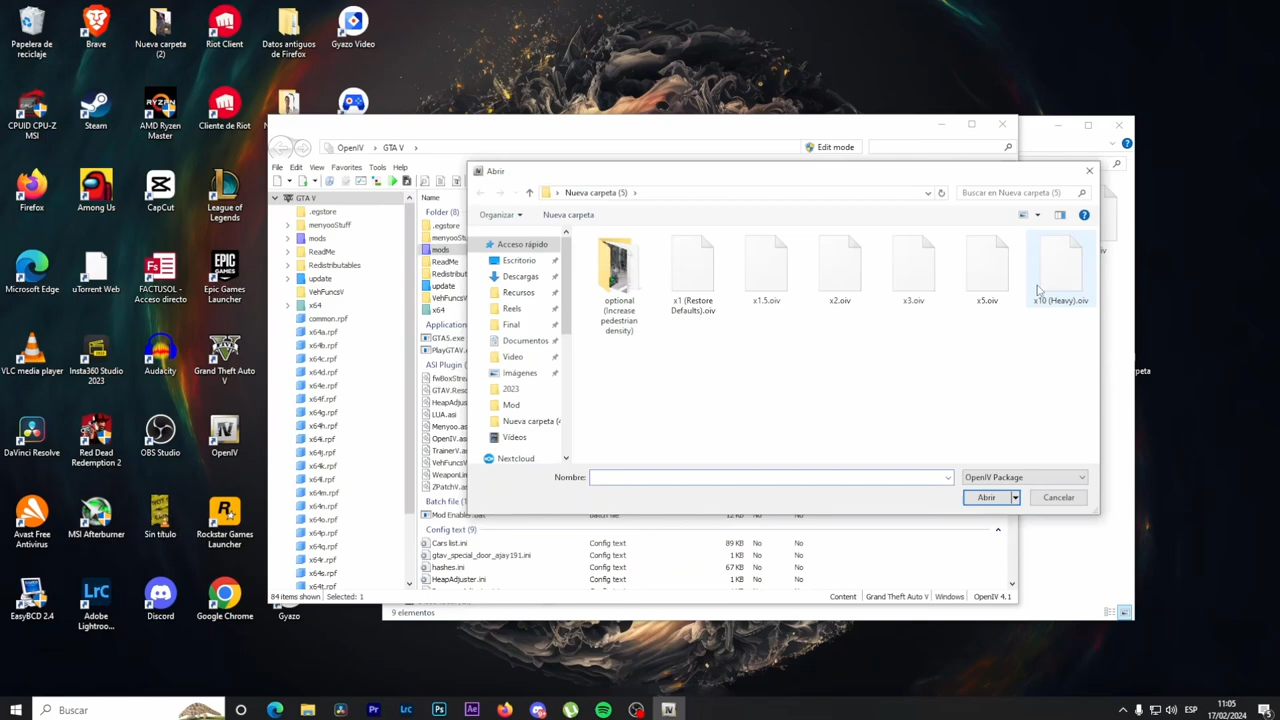 Papelera de
reciclaje
Brave
Nueva carpeta
(2)
Riot Client
Datos antiguos
de Firefox
Gyazo Video
CPUID CPU-Z
MSI
Steam
AMD Ryzen
Master
Cliente de Riot
Firefox
Among Us
CapCut
League of
Legends
Microsoft Edge
uTorrent Web
FACTUSOL -
Acceso directo
Epic Games
Launcher
VLC media player
Insta360 Studio
2023
Audacity
Grand Theft Auto
V
DaVinci Resolve
Red Dead
Redemption 2
OBS Studio
OpenIV
Avast Free
Antivirus
MSI Afterburner
Sin título
Rockstar Games
Launcher
EasyBCD 2.4
Adobe
Lightroo...
Discord
Google Chrome
Gyazo
OpenIV
GTA V
Edit mode
File
Edit
View
Favorites
Tools
Help
GTA V
.egstore
menyooStuff
mods
ReadMe
Redistributables
update
VehFuncsV
x64
common.rpf
x64a.rpf
x64b.rpf
x64c.rpf
x64d.rpf
x64e.rpf
x64f.rpf
x64g.rpf
x64h.rpf
x64i.rpf
x64j.rpf
x64k.rpf
x64l.rpf
x64m.rpf
x64n.rpf
x64o.rpf
x64p.rpf
x64q.rpf
x64r.rpf
x64s.rpf
x64t.rpf
Name
Folder (8)
.egstore
menyooStu
mods
ReadMe
Redistribut
update
VehFuncsV
x64
Application
GTA5.exe
PlayGTAV.e
ASI Plugin (
fwBoxStrea
GTAV.Reso
HeapAdjust
LUA.asi
Menyoo.as
OpenIV.as
TrainerV.as
VehFuncsV
WeaponLim
ZPatchV.as
Batch file (1
Mod Enabler.bat
Config text (9)
Cars list.ini
Config text
89 KB
No
No
gtav_special_door_ajay191.ini
Config text
1 KB
No
No
hashes.ini
Config text
67 KB
No
No
HeapAdjuster.ini
Config text
1 KB
No
No
84 items shown
Selected: 1
Content
Grand Theft Auto V
Windows
OpenIV 4.1
9 elementos
Abrir
Nueva carpeta (5)
Buscar en Nueva carpeta (5)
Organizar
Nueva carpeta
Acceso rápido
Escritorio
Descargas
Recursos
Reels
Final
Documentos
Video
Imágenes
2023
Mod
Nueva carpeta (4
Vídeos
Nextcloud
optional
(Increase
pedestrian
density)
x1 (Restore
Defaults).oiv
x1.5.oiv
x2.oiv
x3.oiv
x5.oiv
x10 (Heavy).oiv
Nombre:
OpenIV Package
Abrir
Cancelar
Buscar
ESP
11:05
17/02/2024